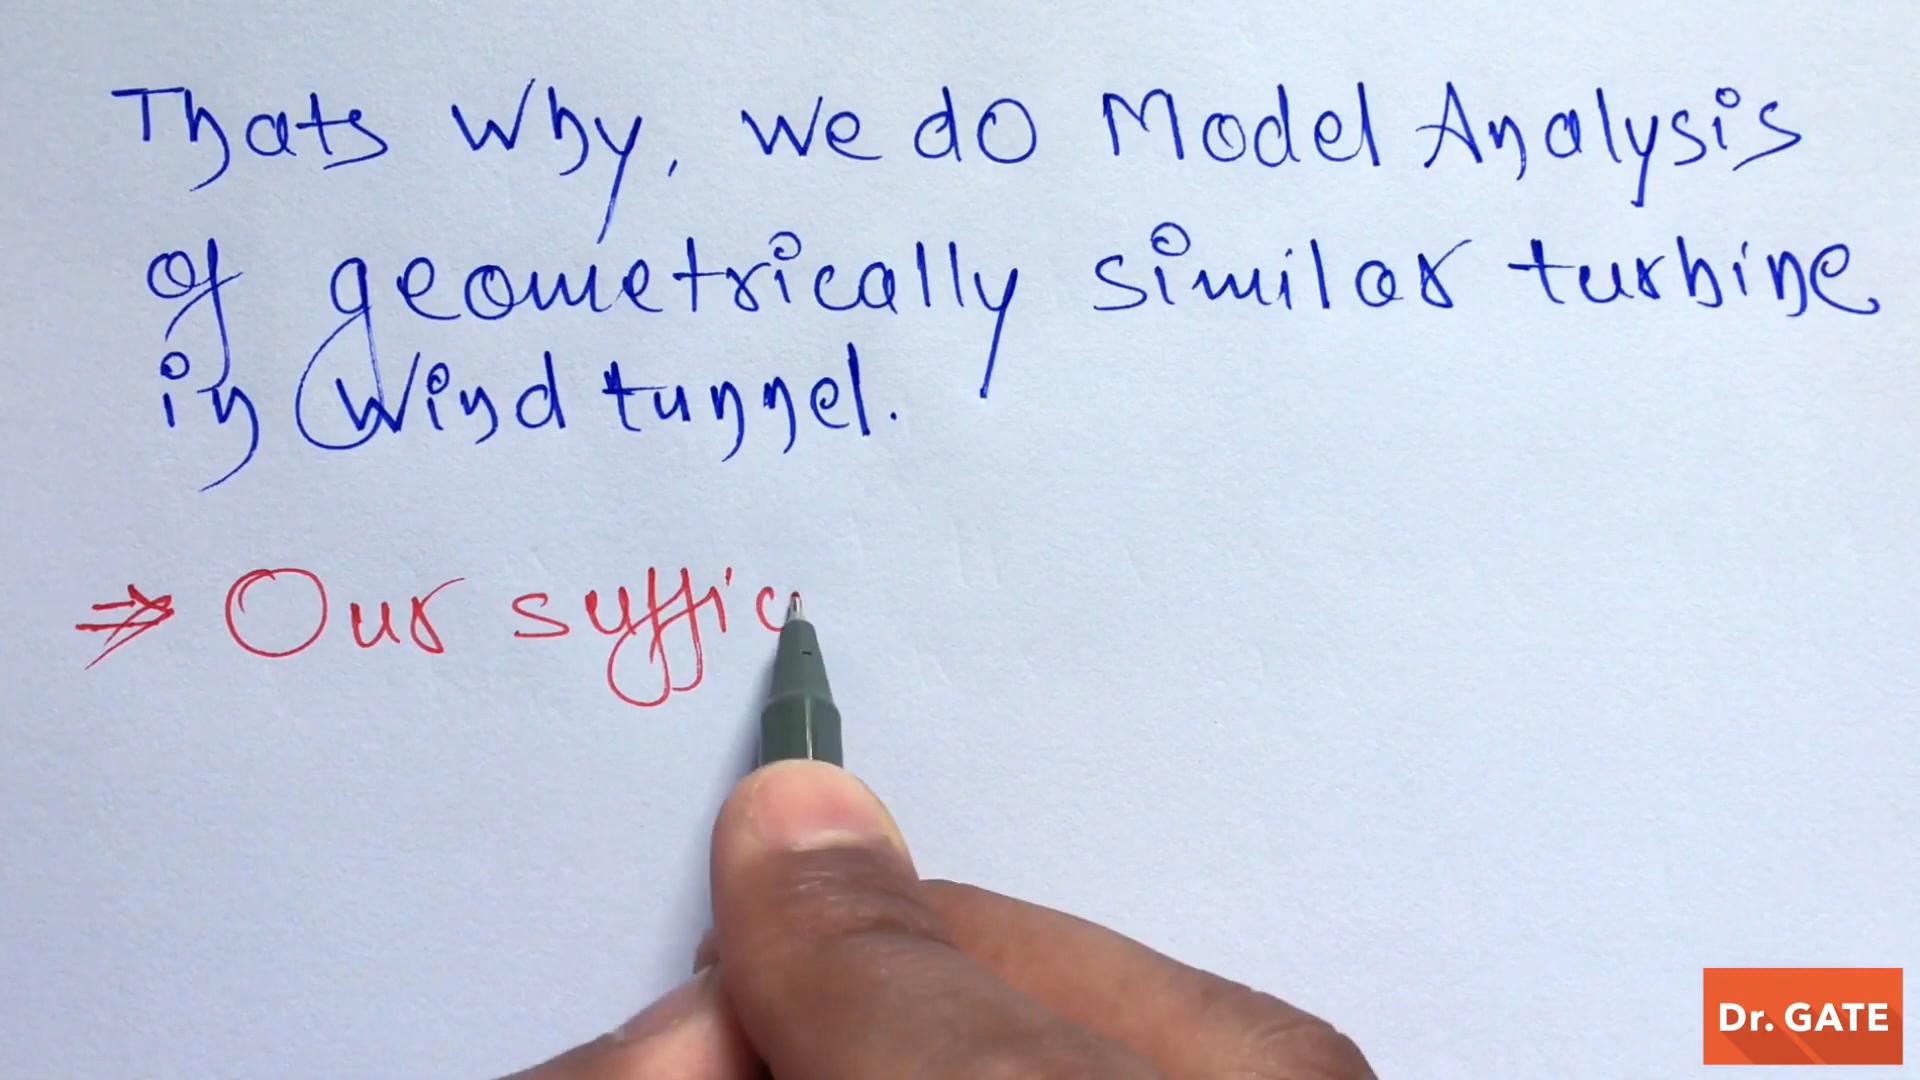 Thats Why, We do Model Analysis
of geometrically similar turbine
in Wind tunnel.
⇒ Our suffic
Dr. GATE